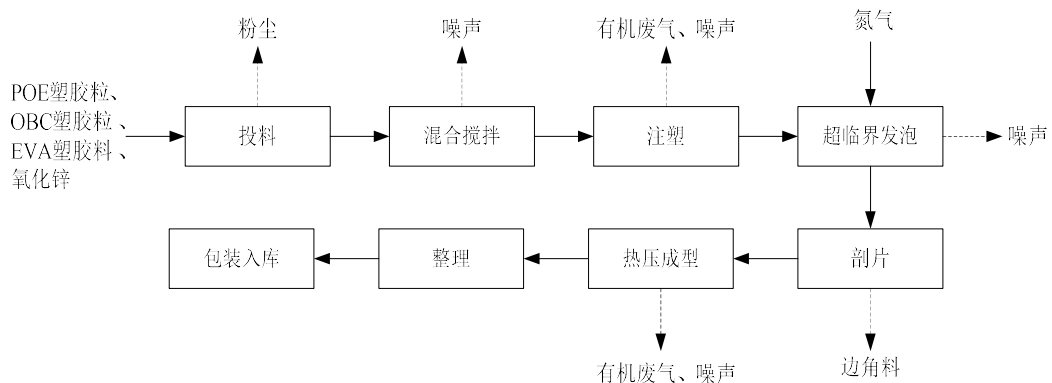 粉尘
噪声
有机废气、噪声
氮气
POE塑胶粒、
OBC塑胶粒、
EVA塑胶料、
氧化锌
投料
混合搅拌
注塑
超临界发泡
噪声
包装入库
整理
热压成型
剖片
有机废气、噪声
边角料